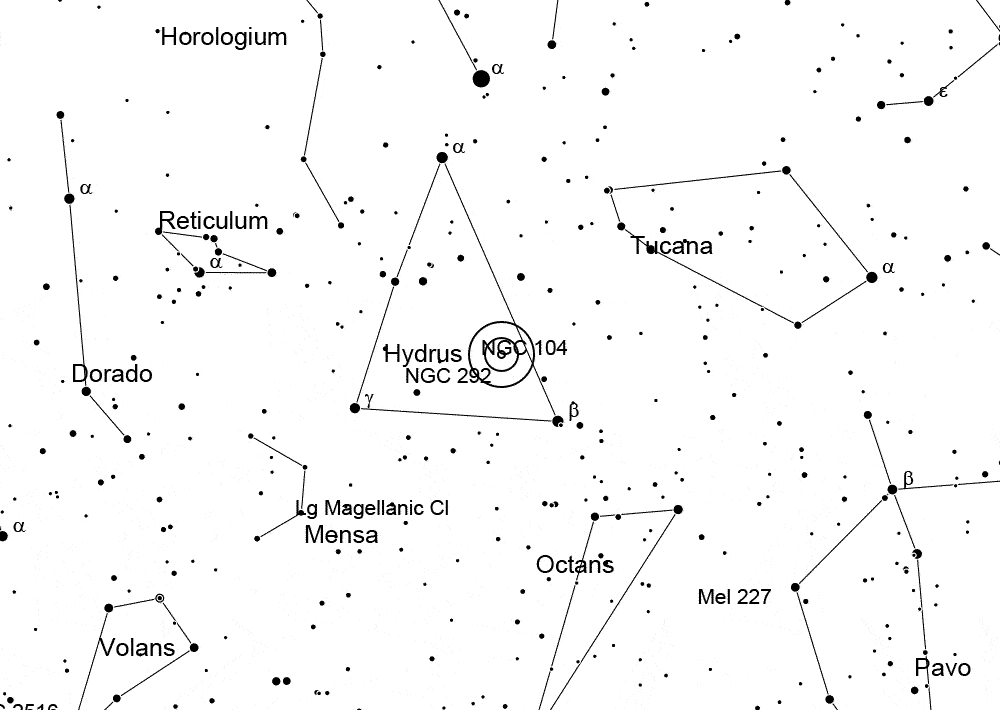 Horologium
α
ε
α
α
Reticulum
α
Tucana
α
NGC 104
Hydrus
NGC 292
Dorado
γ
β
β
Lg Magellanic Cl
α
Mensa
Octans
Mel 227
Volans
Pavo